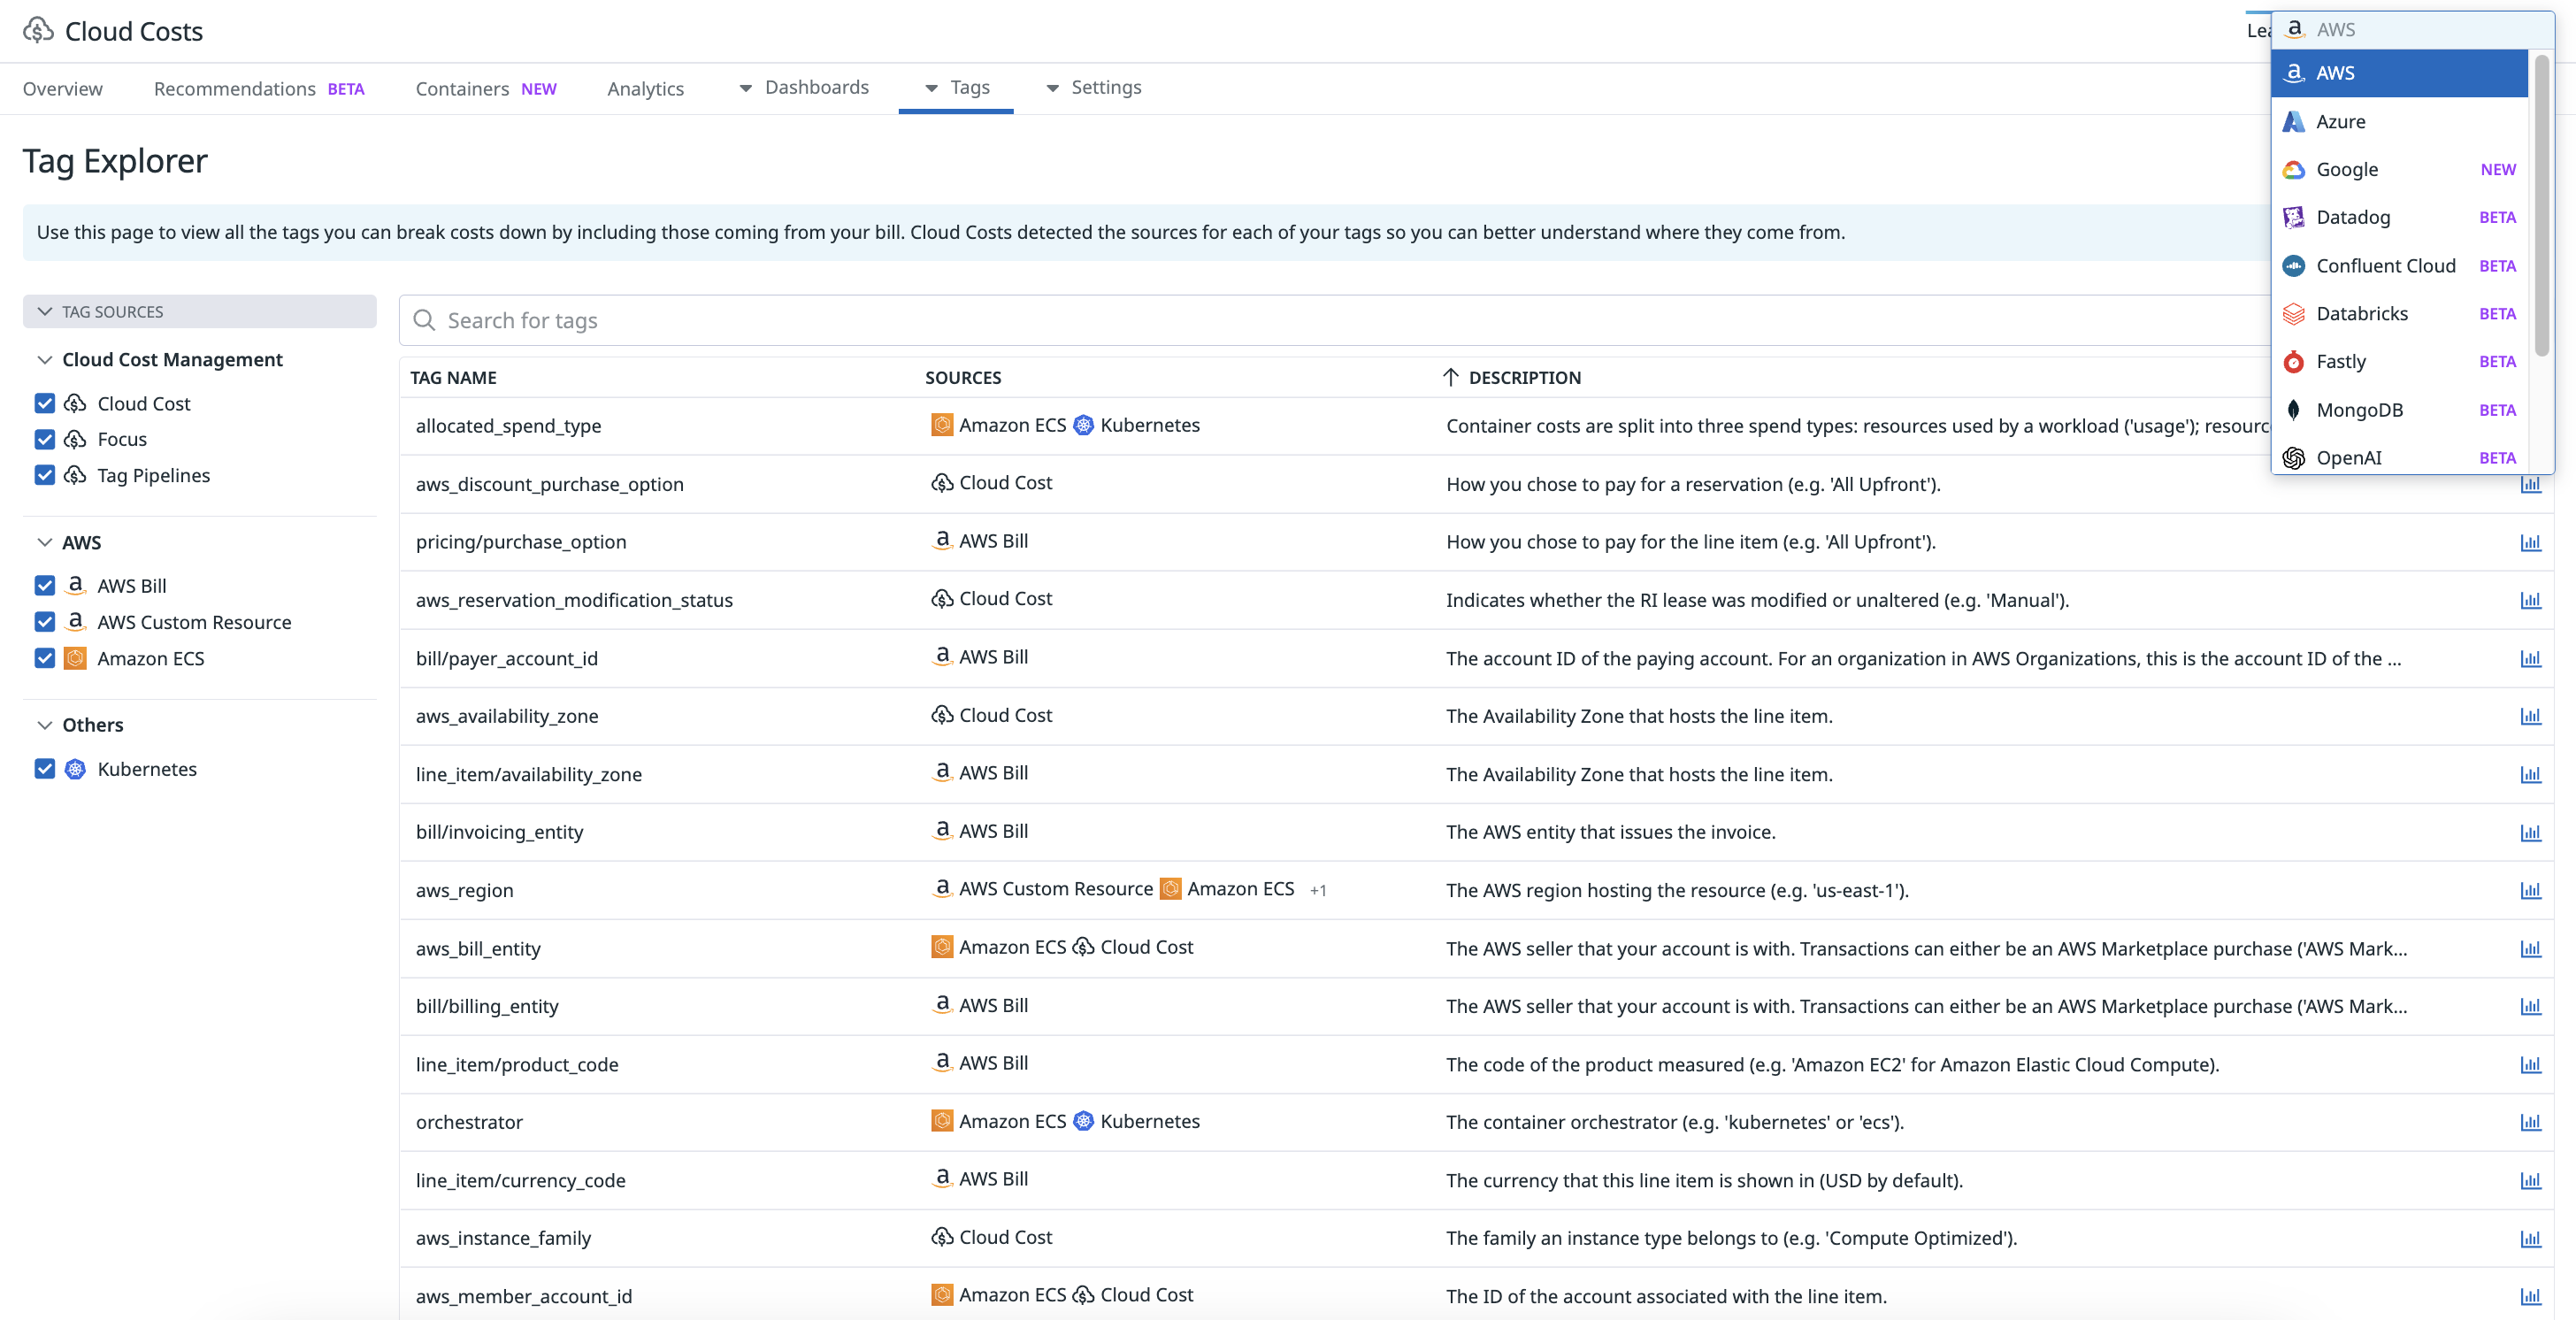 Cloud Costs
Lea
AWS
Overview Recommendations BETA Containers NEW Analytics Dashboards Tags Settings
AWS
Azure
Google NEW
Datadog BETA
Confluent Cloud BETA
Databricks BETA
Fastly BETA
MongoDB BETA
OpenAI BETA
Tag Explorer
Use this page to view all the tags you can break costs down by including those coming from your bill. Cloud Costs detected the sources for each of your tags so you can better understand where they come from.
TAG SOURCES
Cloud Cost Management
Cloud Cost
Focus
Tag Pipelines
AWS
AWS Bill
AWS Custom Resource
Amazon ECS
Others
Kubernetes
Search for tags
TAG NAME SOURCES DESCRIPTION
allocated_spend_type Amazon ECS Kubernetes Container costs are split into three spend types: resources used by a workload ('usage'); resourc
aws_discount_purchase_option Cloud Cost How you chose to pay for a reservation (e.g. 'All Upfront').
pricing/purchase_option AWS Bill How you chose to pay for the line item (e.g. 'All Upfront').
aws_reservation_modification_status Cloud Cost Indicates whether the RI lease was modified or unaltered (e.g. 'Manual').
bill/payer_account_id AWS Bill The account ID of the paying account. For an organization in AWS Organizations, this is the account ID of the ...
aws_availability_zone Cloud Cost The Availability Zone that hosts the line item.
line_item/availability_zone AWS Bill The Availability Zone that hosts the line item.
bill/invoicing_entity AWS Bill The AWS entity that issues the invoice.
aws_region AWS Custom Resource Amazon ECS +1 The AWS region hosting the resource (e.g. 'us-east-1').
aws_bill_entity Amazon ECS Cloud Cost The AWS seller that your account is with. Transactions can either be an AWS Marketplace purchase ('AWS Mark...
bill/billing_entity AWS Bill The AWS seller that your account is with. Transactions can either be an AWS Marketplace purchase ('AWS Mark...
line_item/product_code AWS Bill The code of the product measured (e.g. 'Amazon EC2' for Amazon Elastic Cloud Compute).
orchestrator Amazon ECS Kubernetes The container orchestrator (e.g. 'kubernetes' or 'ecs').
line_item/currency_code AWS Bill The currency that this line item is shown in (USD by default).
aws_instance_family Cloud Cost The family an instance type belongs to (e.g. 'Compute Optimized').
aws_member_account_id Amazon ECS Cloud Cost The ID of the account associated with the line item.